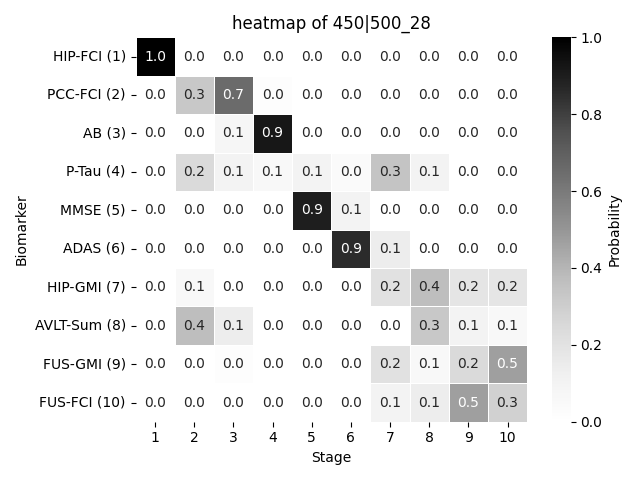 heatmap of 450|500_28
HIP-FCI (1) 1.0 0.0 0.0 0.0 0.0 0.0 0.0 0.0 0.0 0.0
PCC-FCI (2) 0.0 0.3 0.7 0.0 0.0 0.0 0.0 0.0 0.0 0.0
AB (3) 0.0 0.0 0.1 0.9 0.0 0.0 0.0 0.0 0.0 0.0
P-Tau (4) 0.0 0.2 0.1 0.1 0.1 0.0 0.3 0.1 0.0 0.0
MMSE (5) 0.0 0.0 0.0 0.0 0.9 0.1 0.0 0.0 0.0 0.0
ADAS (6) 0.0 0.0 0.0 0.0 0.0 0.9 0.1 0.0 0.0 0.0
HIP-GMI (7) 0.0 0.1 0.0 0.0 0.0 0.0 0.2 0.4 0.2 0.2
AVLT-Sum (8) 0.0 0.4 0.1 0.0 0.0 0.0 0.0 0.3 0.1 0.1
FUS-GMI (9) 0.0 0.0 0.0 0.0 0.0 0.0 0.2 0.1 0.2 0.5
FUS-FCI (10) 0.0 0.0 0.0 0.0 0.0 0.0 0.1 0.1 0.5 0.3
1 2 3 4 5 6 7 8 9 10
Stage
Biomarker
1.0
0.8
0.6
0.4
0.2
0.0
Probability